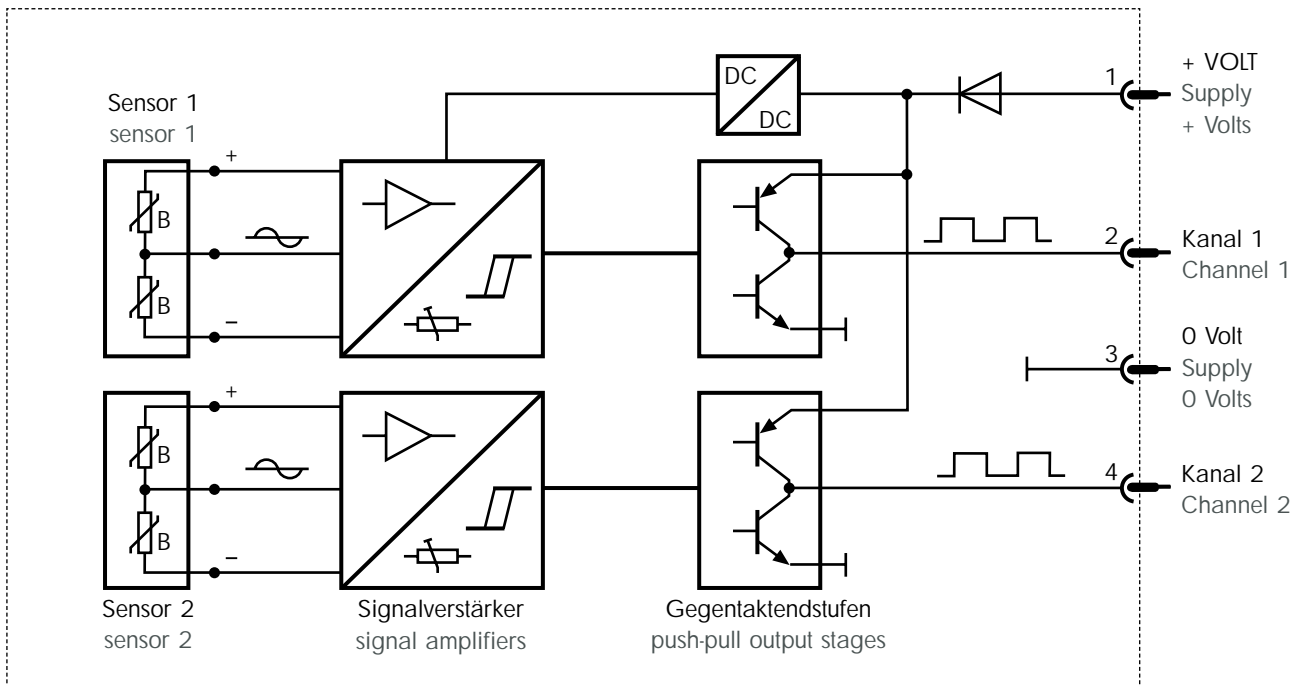 Sensor 1
sensor 1
DC
DC
1
+ VOLT
Supply
+ Volts
+
B
B
–
2
Kanal 1
Channel 1
3
0 Volt
Supply
0 Volts
+
B
B
–
4
Kanal 2
Channel 2
Sensor 2
sensor 2
Signalverstärker
signal amplifiers
Gegentaktendstufen
push-pull output stages